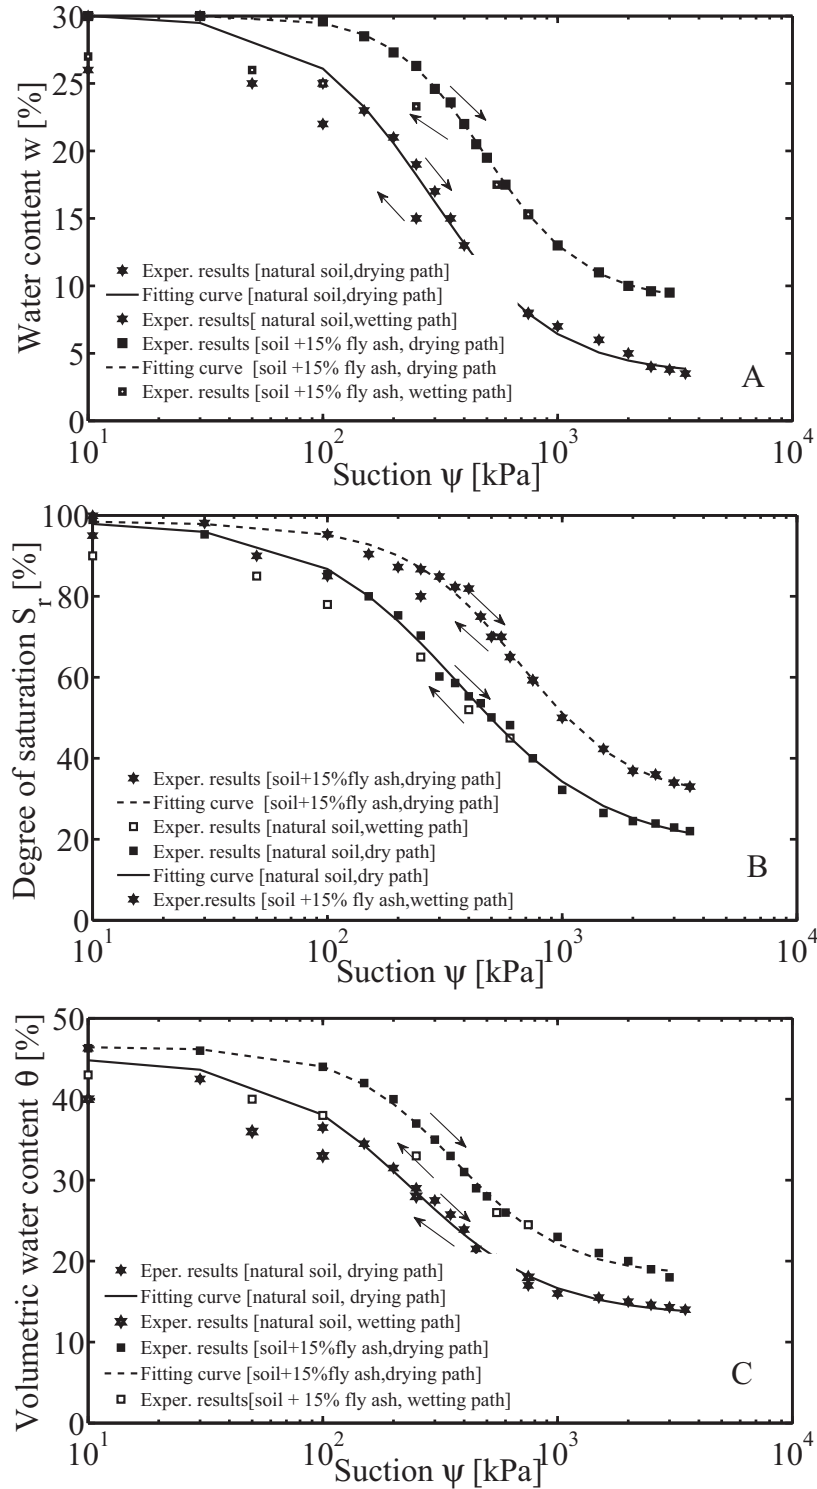 30
25
20
15
10
5
0
Water content w [%]
Exper. results [natural soil,drying path]
Fitting curve [natural soil,drying path]
Exper. results[ natural soil,wetting path)
Exper. results [soil +15% fly ash, drying path]
Fitting curve [soil +15% fly ash, drying path
Exper. results [soil +15% fly ash, wetting path]
A
10^1
10^2
10^3
10^4
Suction ψ [kPa]
100
80
60
40
20
0
Degree of saturation S_r [%]
Exper. results [soil+15%fly ash,drying path]
Fitting curve [soil+15%fly ash,drying path]
Exper. results [natural soil,wetting path]
Exper. results [natural soil,dry path]
Fitting curve [natural soil,dry path]
Exper.results [soil +15% fly ash,wetting path]
B
10^1
10^2
10^3
10^4
Suction ψ [kPa]
50
40
30
20
10
0
Volumetric water content θ [%]
Eper. results [natural soil, drying path]
Fitting curve [natural soil, drying path]
Exper. results [natural soil, wetting path]
Exper. results [soil+15%fly ash,drying path]
Fitting curve [soil+15%fly ash,drying path]
Exper. results[soil + 15% fly ash, wetting path]
C
10^1
10^2
10^3
10^4
Suction ψ [kPa]